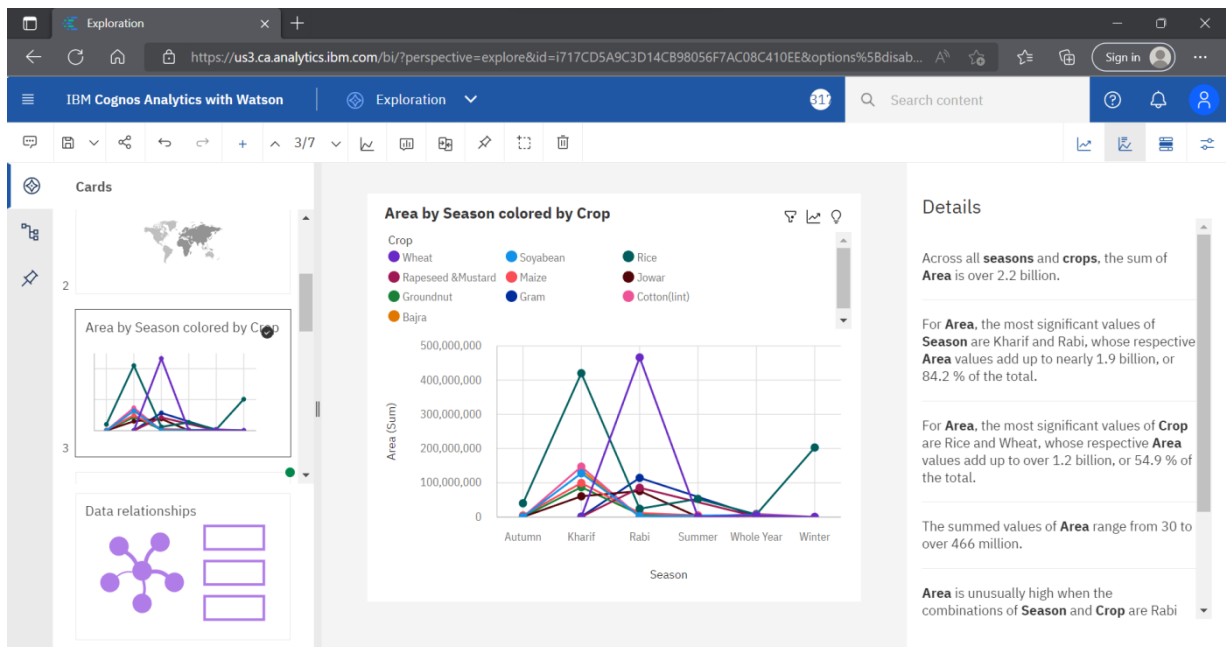 Exploration
https://us3.ca.analytics.ibm.com/bi/?perspective=explore&id=i717CD5A9C3D14CB98056F7AC08C410EE&options%5Bdisab...
Sign in
IBM Cognos Analytics with Watson
Exploration
317
Search content
3/7
Cards
2
Area by Season colored by Crop
3
Data relationships
Area by Season colored by Crop
Crop
Wheat Soyabean Rice
Rapeseed &Mustard Maize Jowar
Groundnut Gram Cotton(lint)
Bajra
500,000,000
400,000,000
300,000,000
200,000,000
100,000,000
0
Area (Sum)
Autumn Kharif Rabi Summer Whole Year Winter
Season
Details
Across all seasons and crops, the sum of
Area is over 2.2 billion.
For Area, the most significant values of
Season are Kharif and Rabi, whose respective
Area values add up to nearly 1.9 billion, or
84.2 % of the total.
For Area, the most significant values of Crop
are Rice and Wheat, whose respective Area
values add up to over 1.2 billion, or 54.9 % of
the total.
The summed values of Area range from 30 to
over 466 million.
Area is unusually high when the
combinations of Season and Crop are Rabi